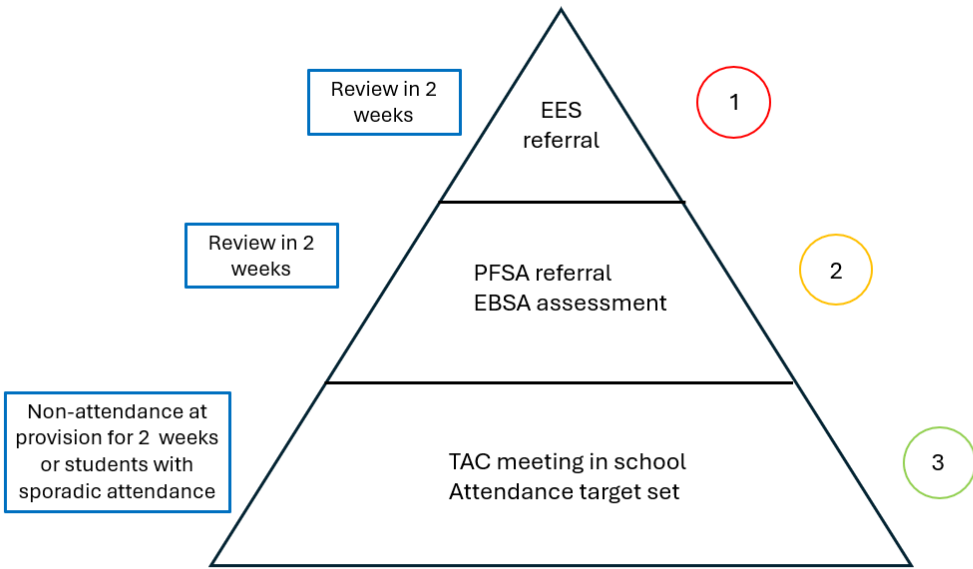 Review in 2
weeks
EES
referral
1
Review in 2
weeks
PFSA referral
EBSA assessment
2
Non-attendance at
provision for 2 weeks
or students with
sporadic attendance
TAC meeting in school
Attendance target set
3